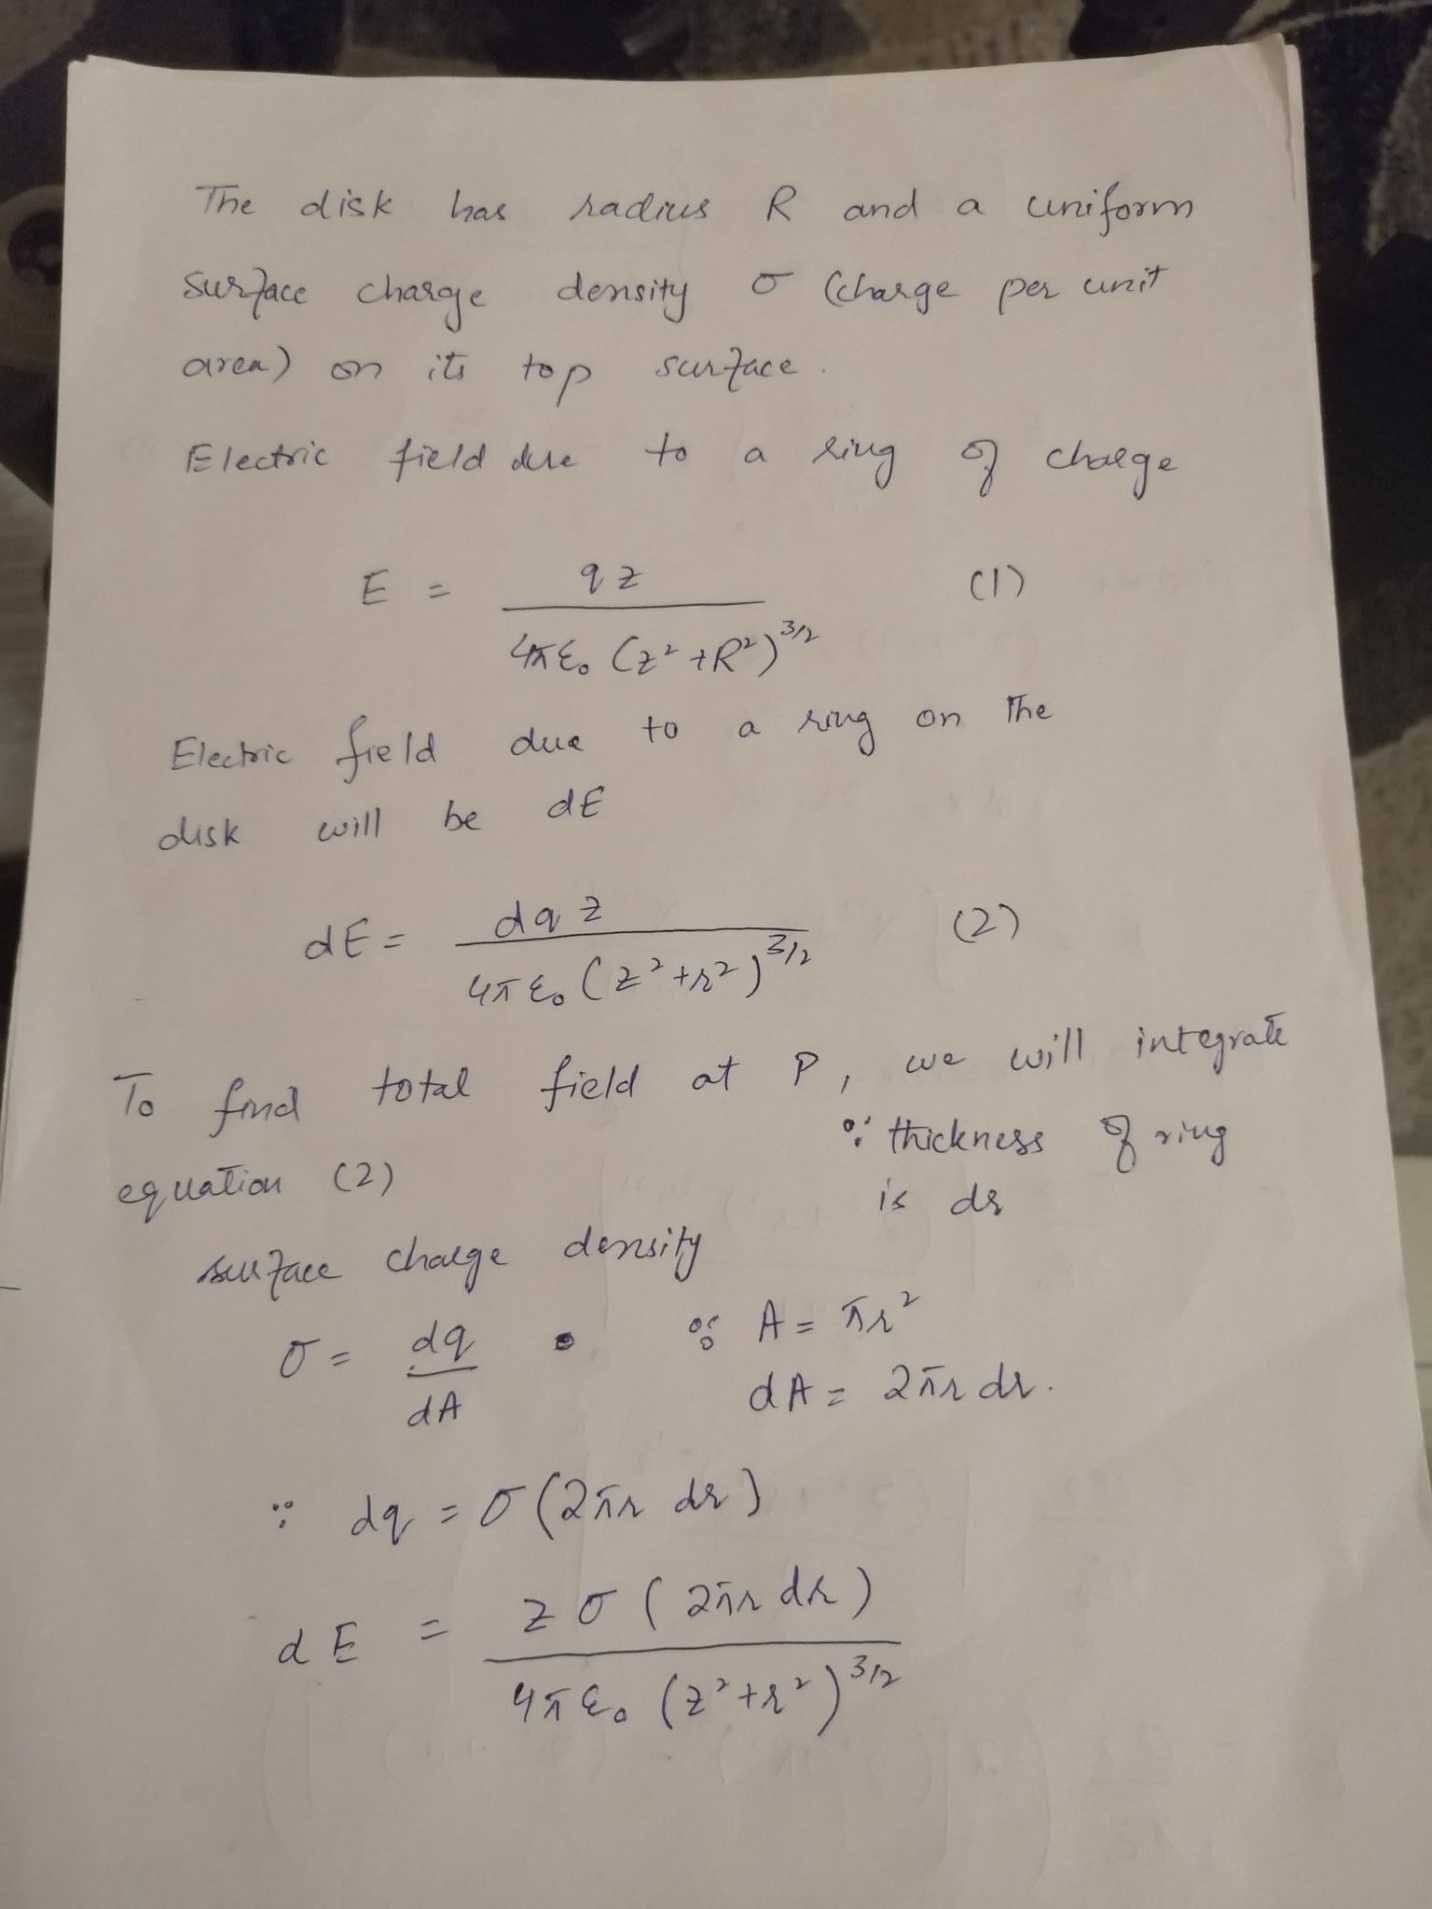 The disk has radius R and a uniform
surface charge density σ (charge per unit
area) on its top surface.
Electric field due to a ring of charge
E = qz / 4πε₀ (z² + R²)^3/2 (1)
Electric field due to a ring on the
disk will be dE
dE = dq z / 4πε₀ (z² + r²)^3/2 (2)
To find total field at P, we will integrate
equation (2) ∵ thickness of ring
is dr
surface charge density
σ = dq / dA ∵ A = πr²
dA = 2πr dr.
∵ dq = σ (2πr dr)
dE = zσ (2πr dr) / 4πε₀ (z² + r²)^3/2